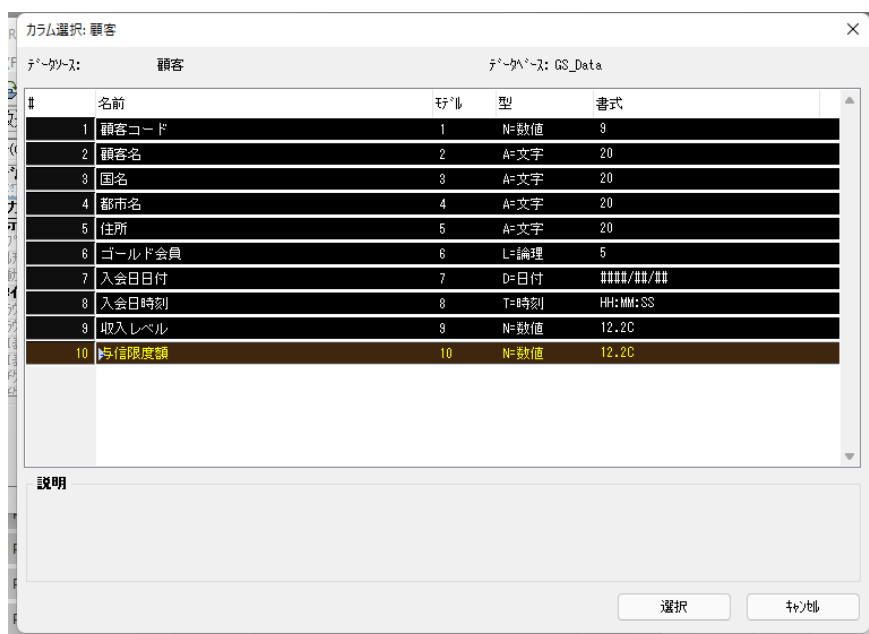 カラム選択: 顧客
ﾃﾞｰﾀｿｰｽ: 顧客 ﾃﾞｰﾀﾍﾞｰｽ: GS_Data
# 名前 ﾓﾃﾞﾙ 型 書式
1 顧客コード 1 N=数値 9
2 顧客名 2 A=文字 20
3 国名 3 A=文字 20
4 都市名 4 A=文字 20
5 住所 5 A=文字 20
6 ゴールド会員 6 L=論理 5
7 入会日日付 7 D=日付 ####/##/##
8 入会日時刻 8 T=時刻 HH:MM:SS
9 収入レベル 9 N=数値 12.2C
10 与信限度額 10 N=数値 12.2C
説明
選択 ｷｬﾝｾﾙ